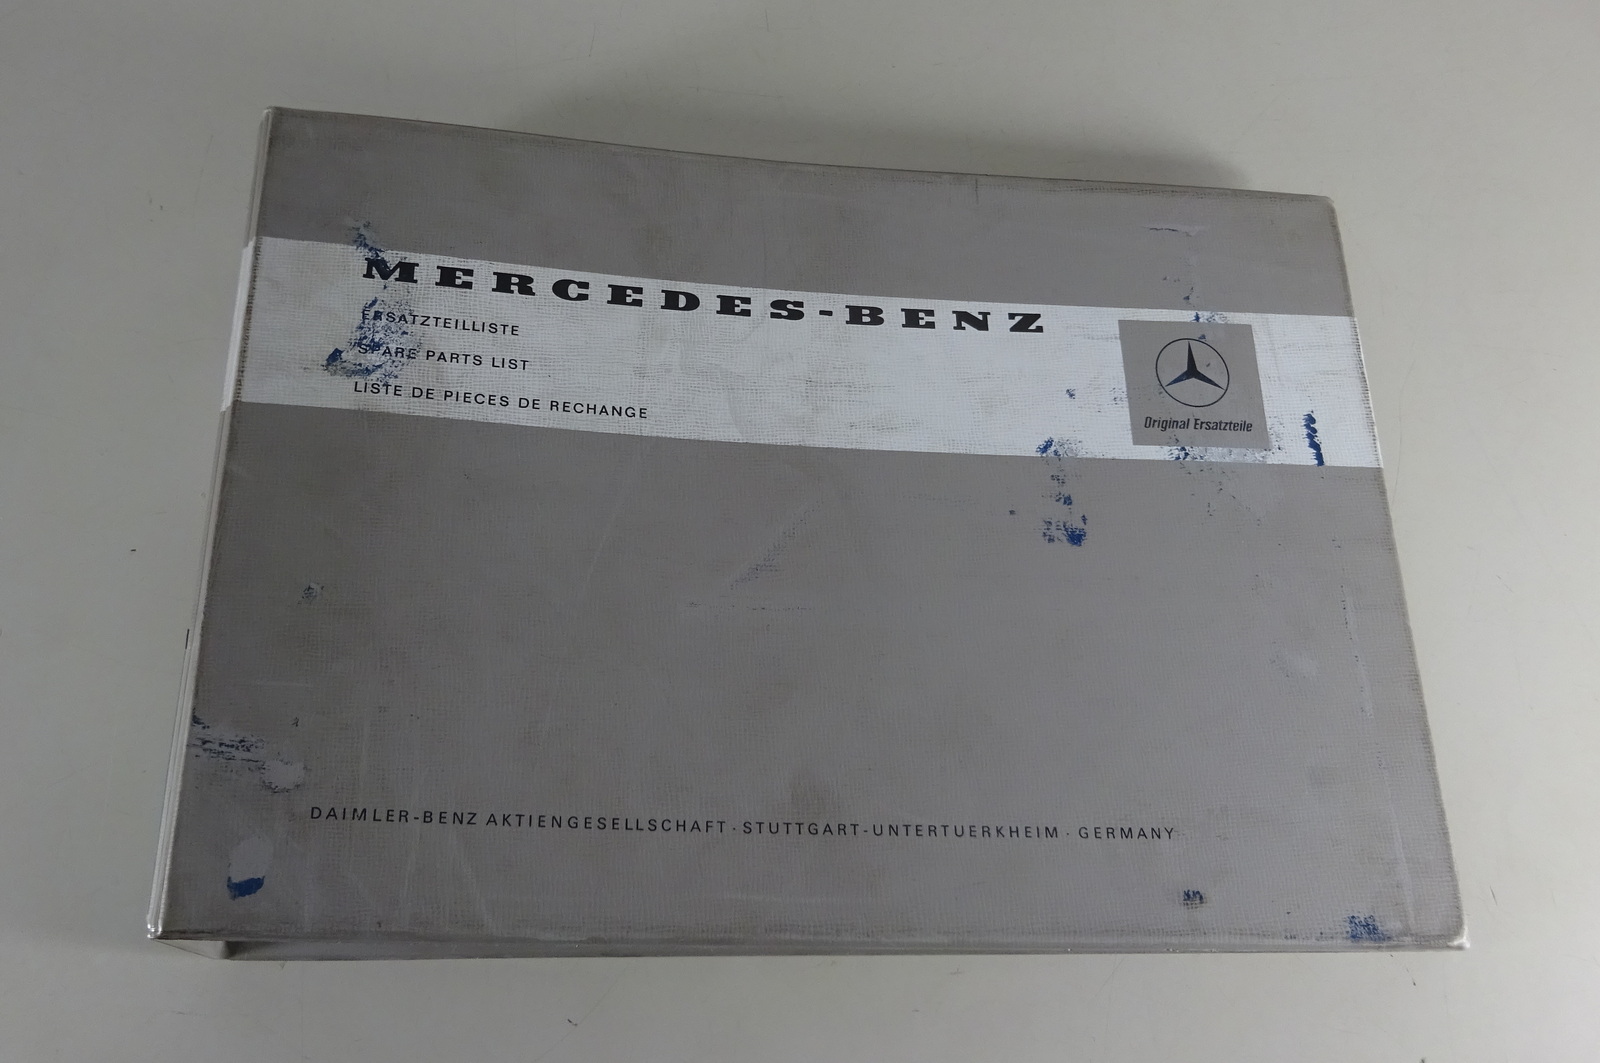 MERCEDES-BENZ
ERSATZTEILLISTE
SPARE PARTS LIST
LISTE DE PIECES DE RECHANGE
Original Ersatzteile
DAIMLER-BENZ AKTIENGESELLSCHAFT · STUTTGART-UNTERTUERKHEIM · GERMANY